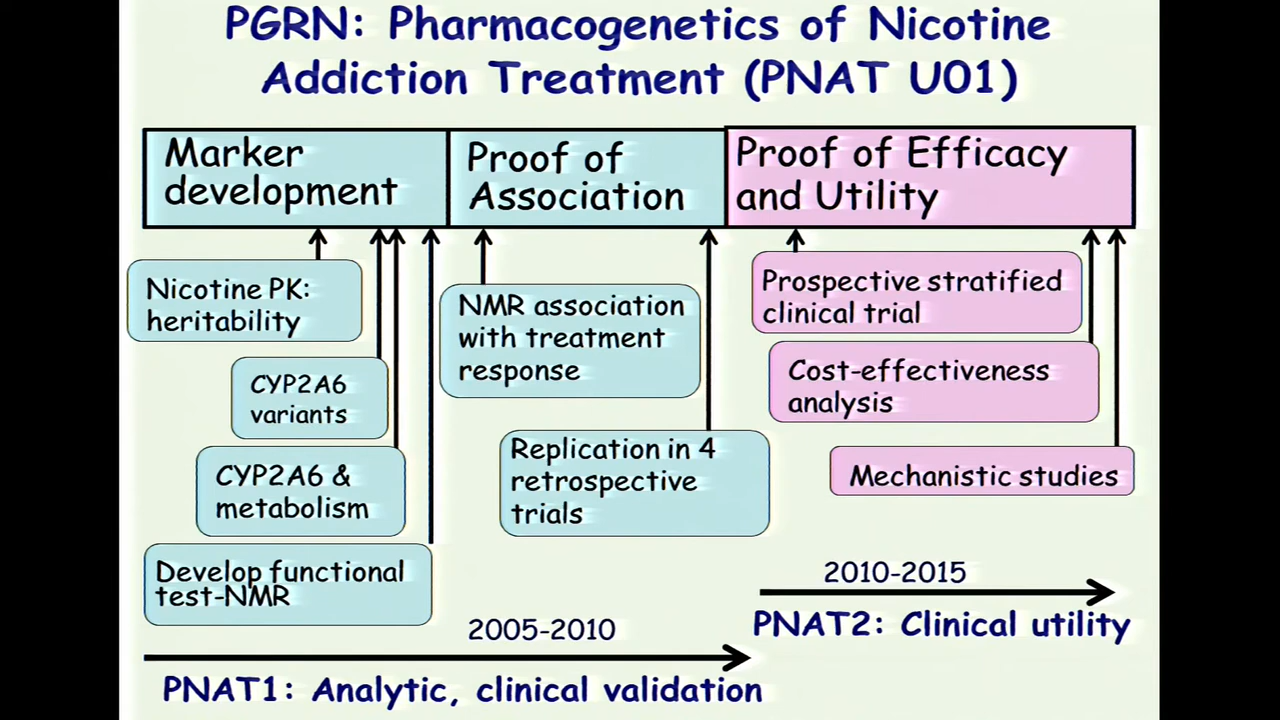 PGRN: Pharmacogenetics of Nicotine
Addiction Treatment (PNAT U01)
Marker
development
Proof of
Association
Proof of Efficacy
and Utility
Nicotine PK:
heritability
CYP2A6
variants
CYP2A6 &
metabolism
Develop functional
test-NMR
NMR association
with treatment
response
Replication in 4
retrospective
trials
Prospective stratified
clinical trial
Cost-effectiveness
analysis
Mechanistic studies
2010-2015
PNAT2: Clinical utility
2005-2010
PNAT1: Analytic, clinical validation